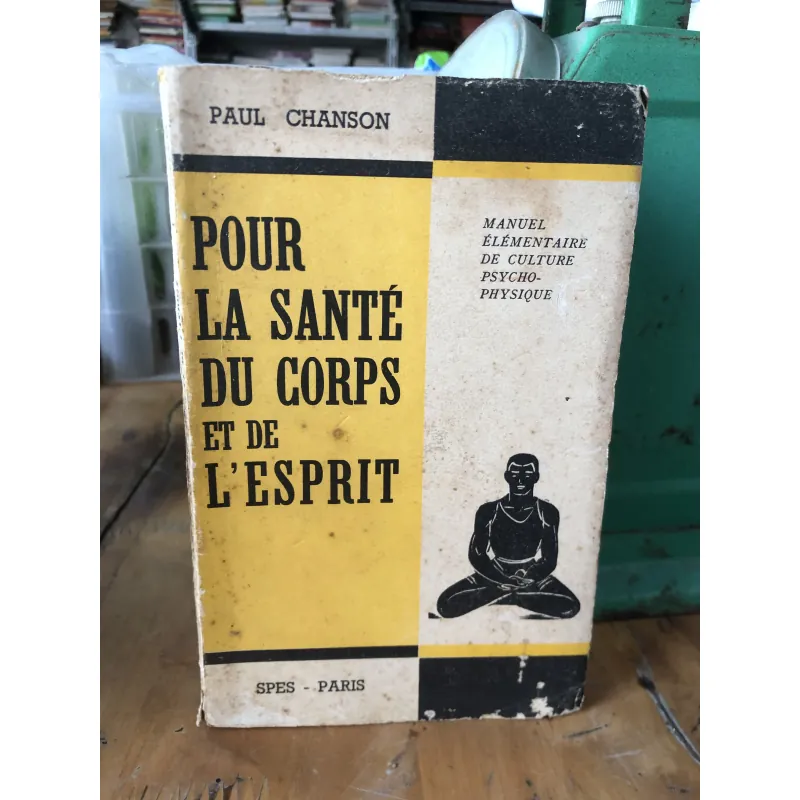 PAUL CHANSON
POUR
LA SANTÉ
DU CORPS
ET DE
L'ESPRIT
MANUEL
ÉLÉMENTAIRE
DE CULTURE
PSYCHO-
PHYSIQUE
SPES - PARIS